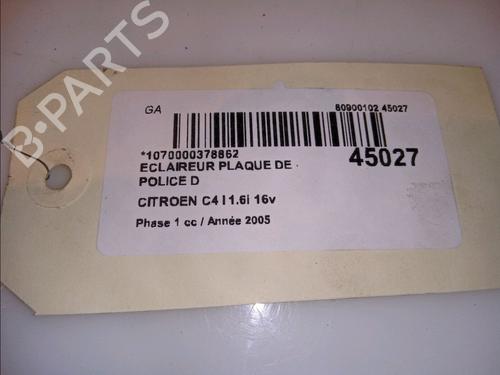 B-PARTS
GA
80900102 45027
*1070000378862
45027
ECLAIREUR PLAQUE DE
POLICE D
CITROEN C4 I 1.6i 16v
Phase 1 cc / Année 2005